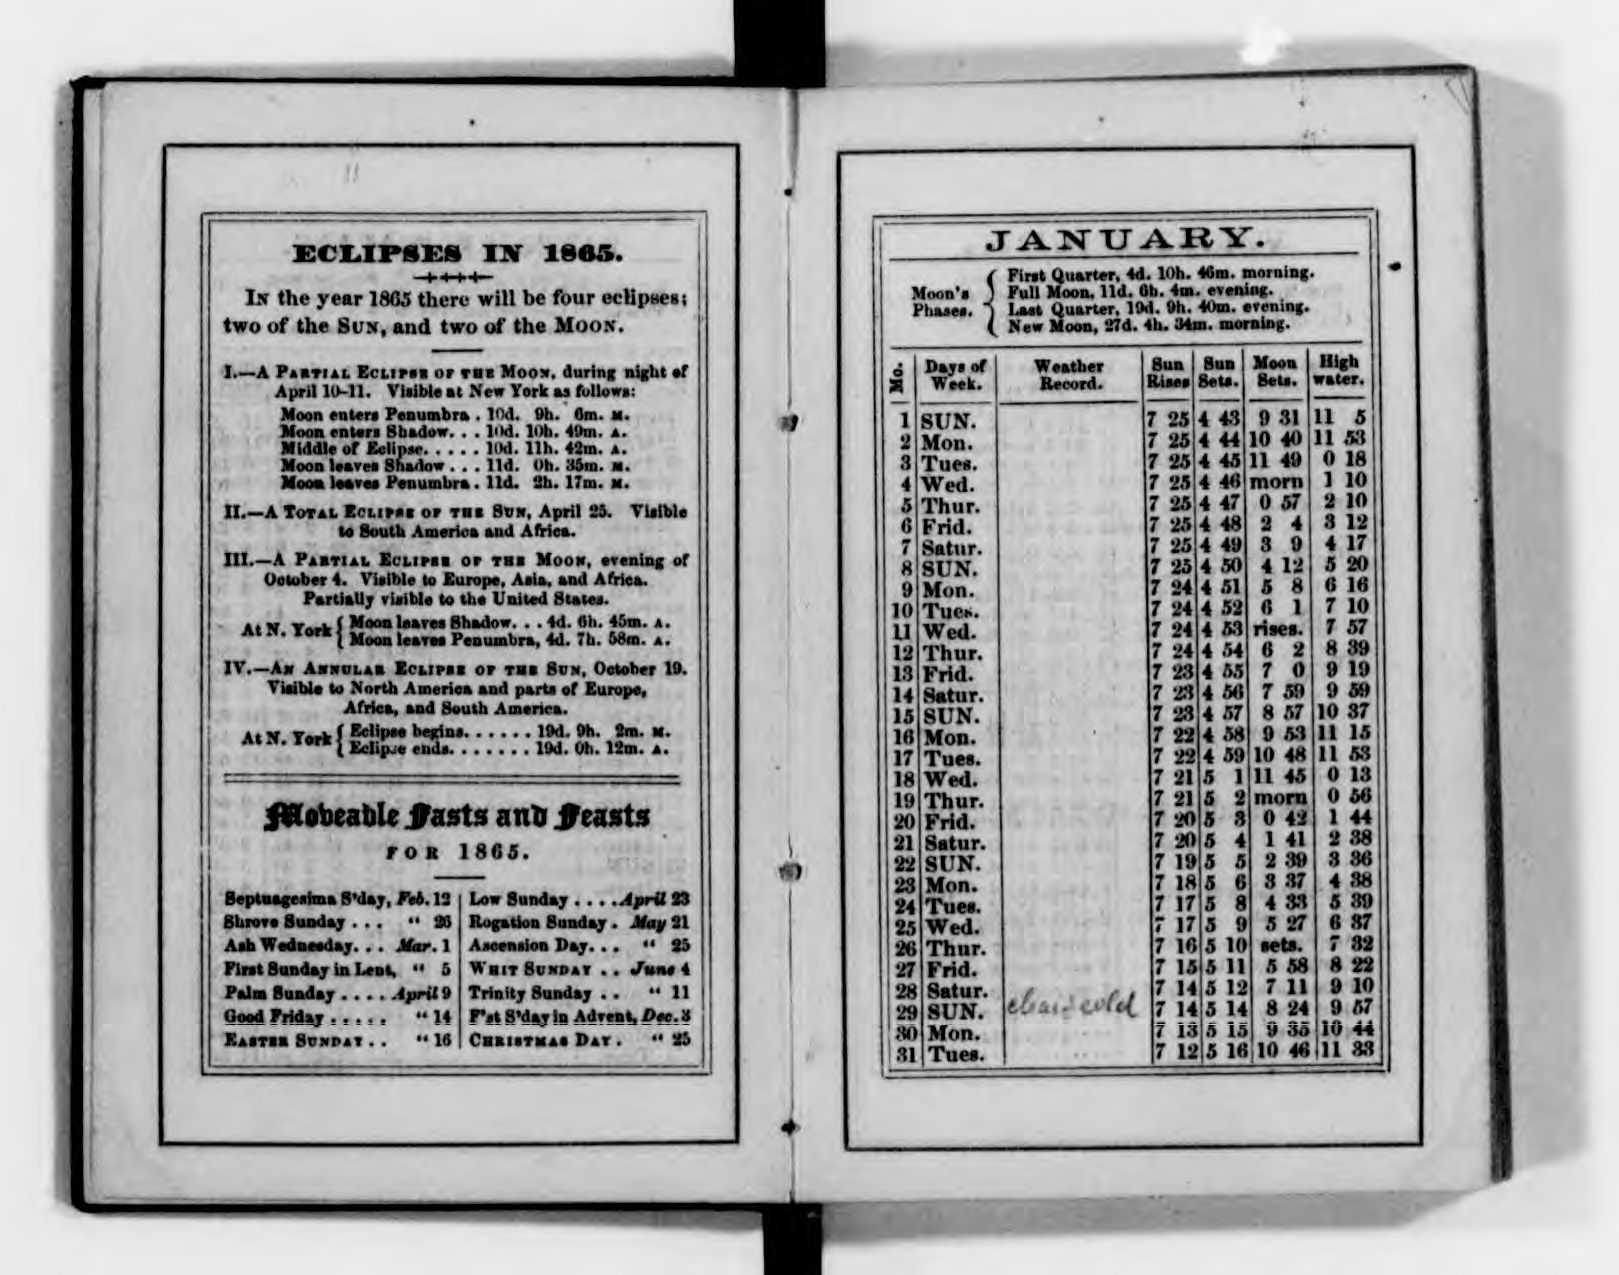 ECLIPSES IN 1865.
In the year 1865 there will be four eclipses;
two of the Sun, and two of the Moon.
I.—A Partial Eclipse of the Moon, during night of
April 10–11. Visible at New York as follows:
Moon enters Penumbra . 10d. 9h. 6m. M.
Moon enters Shadow. . . 10d. 10h. 49m. A.
Middle of Eclipse. . . . . 10d. 11h. 42m. A.
Moon leaves Shadow . . . 11d. 0h. 35m. M.
Moon leaves Penumbra . 11d. 2h. 17m. M.
II.—A Total Eclipse of the Sun, April 25. Visible
to South America and Africa.
III.—A Partial Eclipse of the Moon, evening of
October 4. Visible to Europe, Asia, and Africa.
Partially visible to the United States.
At N. York { Moon leaves Shadow. . . 4d. 6h. 45m. A.
Moon leaves Penumbra, 4d. 7h. 58m. A.
IV.—An Annular Eclipse of the Sun, October 19.
Visible to North America and parts of Europe,
Africa, and South America.
At N. York { Eclipse begins. . . . . . 19d. 9h. 2m. M.
Eclipse ends. . . . . . . 19d. 0h. 12m. A.
Moveable Fasts and Feasts
FOR 1865.
Septuagesima S'day, Feb. 12 | Low Sunday . . . . April 23
Shrove Sunday . . . " 26 | Rogation Sunday . May 21
Ash Wednesday. . . Mar. 1 | Ascension Day. . . " 25
First Sunday in Lent, " 5 | Whit Sunday . . June 4
Palm Sunday . . . . April 9 | Trinity Sunday . . " 11
Good Friday . . . . . " 14 | F'st S'day in Advent, Dec. 3
Easter Sunday . . " 16 | Christmas Day . " 25
JANUARY.
Moon's Phases. { First Quarter, 4d. 10h. 46m. morning.
Full Moon, 11d. 6h. 4m. evening.
Last Quarter, 19d. 9h. 40m. evening.
New Moon, 27d. 4h. 34m. morning.
Mo. | Days of Week. | Weather Record. | Sun Rises | Sun Sets. | Moon Sets. | High water.
1 SUN. 7 25 4 43 9 31 11 5
2 Mon. 7 25 4 44 10 40 11 53
3 Tues. 7 25 4 45 11 49 0 18
4 Wed. 7 25 4 46 morn 1 10
5 Thur. 7 25 4 47 0 57 2 10
6 Frid. 7 25 4 48 2 4 3 12
7 Satur. 7 25 4 49 3 9 4 17
8 SUN. 7 25 4 50 4 12 5 20
9 Mon. 7 24 4 51 5 8 6 16
10 Tues. 7 24 4 52 6 1 7 10
11 Wed. 7 24 4 53 rises. 7 57
12 Thur. 7 24 4 54 6 2 8 39
13 Frid. 7 23 4 55 7 0 9 19
14 Satur. 7 23 4 56 7 59 9 59
15 SUN. 7 23 4 57 8 57 10 37
16 Mon. 7 22 4 58 9 53 11 15
17 Tues. 7 22 4 59 10 48 11 53
18 Wed. 7 21 5 1 11 45 0 13
19 Thur. 7 21 5 2 morn 0 56
20 Frid. 7 20 5 3 0 42 1 44
21 Satur. 7 20 5 4 1 41 2 38
22 SUN. 7 19 5 5 2 39 3 36
23 Mon. 7 18 5 6 3 37 4 38
24 Tues. 7 17 5 8 4 33 5 39
25 Wed. 7 17 5 9 5 27 6 37
26 Thur. 7 16 5 10 sets. 7 32
27 Frid. 7 15 5 11 5 58 8 22
28 Satur. 7 14 5 12 7 11 9 10
29 SUN. cold 7 14 5 14 8 24 9 57
30 Mon. 7 13 5 15 9 35 10 44
31 Tues. 7 12 5 16 10 46 11 33